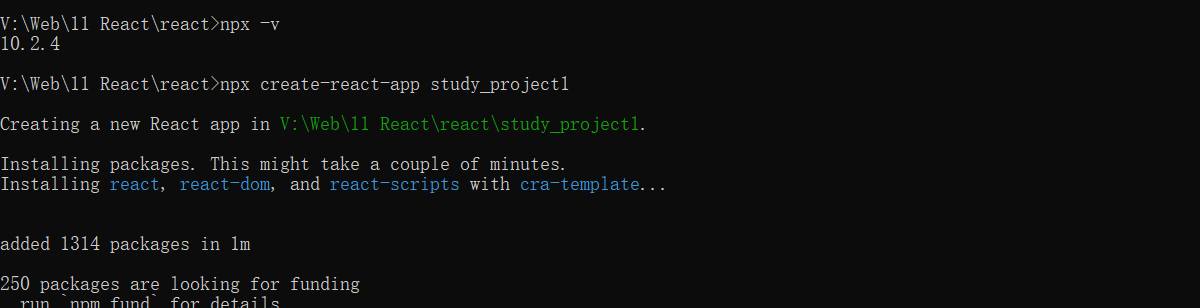 V:\Web\11 React\react>npx -v
10.2.4
V:\Web\11 React\react>npx create-react-app study_project1
Creating a new React app in V:\Web\11 React\react\study_project1.
Installing packages. This might take a couple of minutes.
Installing react, react-dom, and react-scripts with cra-template...
added 1314 packages in 1m
250 packages are looking for funding
run `npm fund` for details